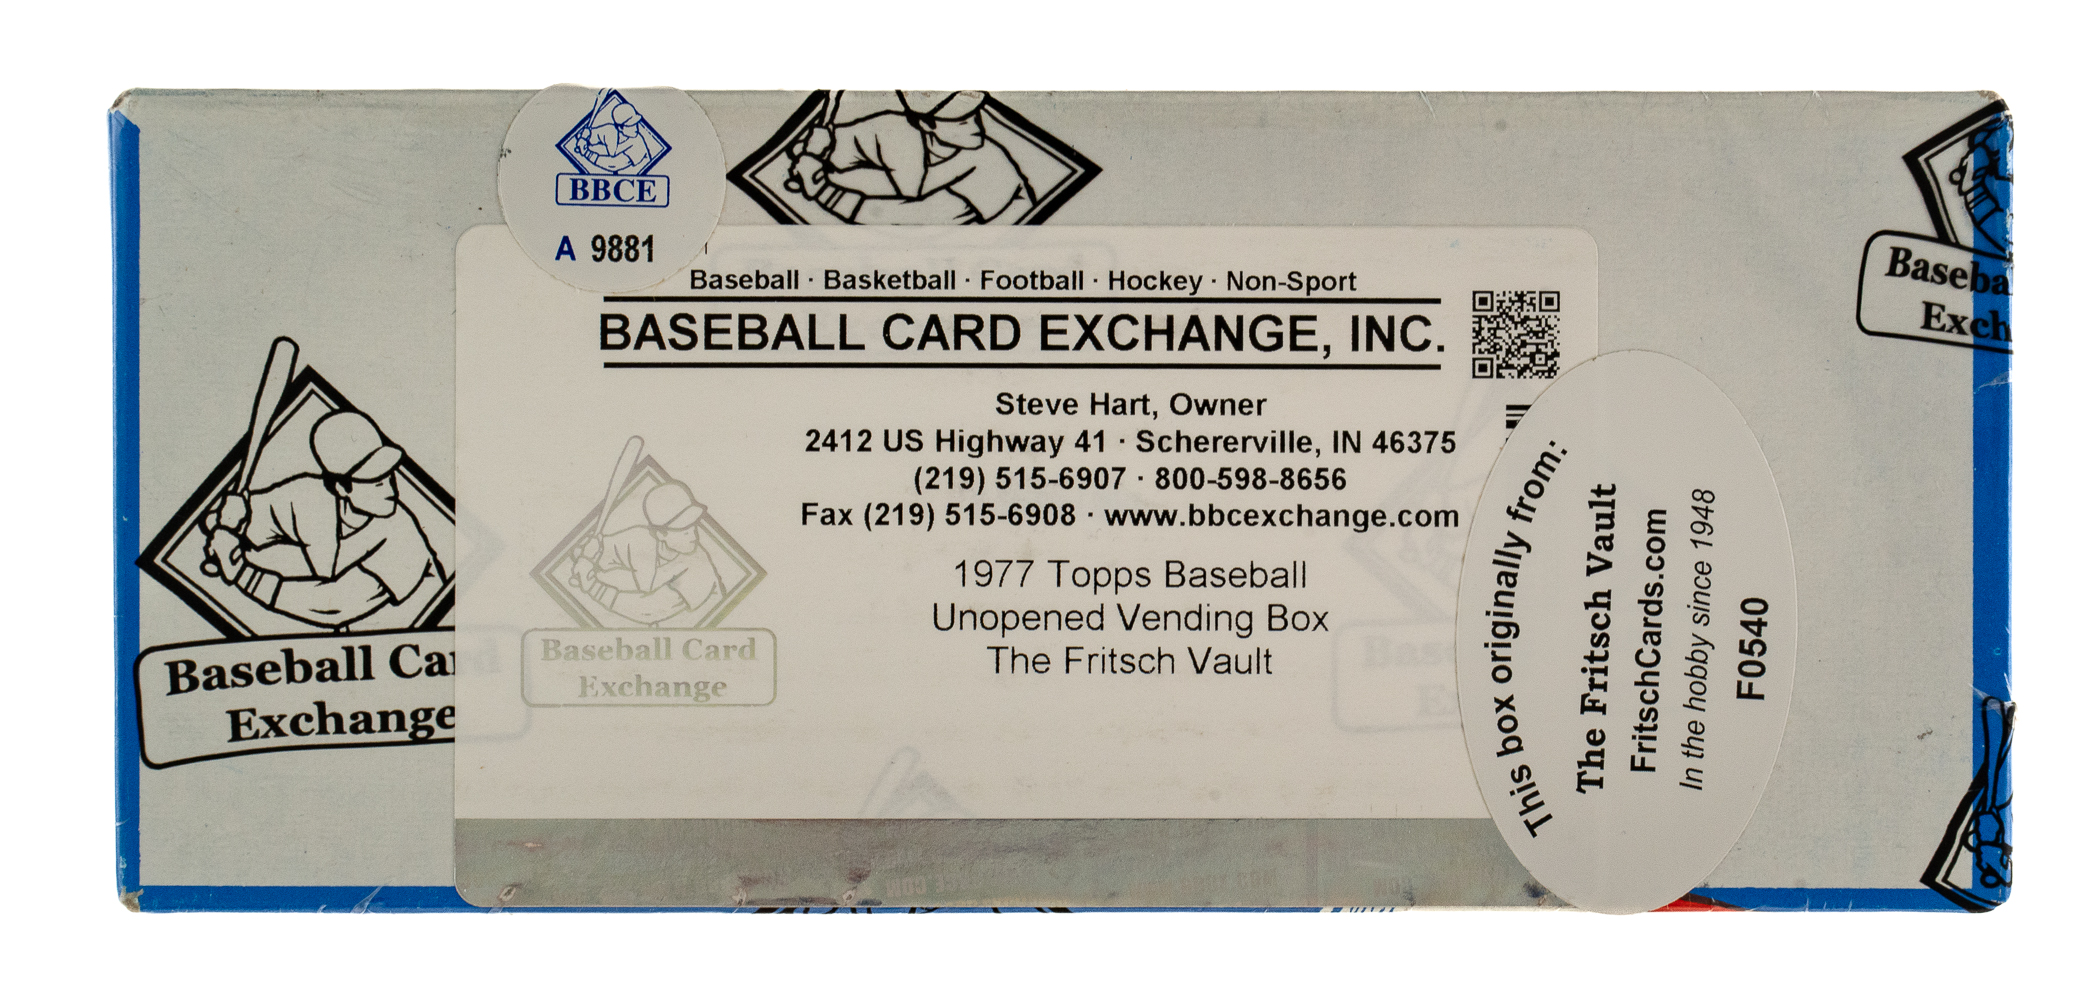 BBCE
A 9881
Baseball · Basketball · Football · Hockey · Non-Sport
BASEBALL CARD EXCHANGE, INC.
Steve Hart, Owner
2412 US Highway 41 · Schererville, IN 46375
(219) 515-6907 · 800-598-8656
Fax (219) 515-6908 · www.bbcexchange.com
1977 Topps Baseball
Unopened Vending Box
The Fritsch Vault
Baseball Card
Exchange
Baseball Card
Exchange
Baseba
Exch
This box originally from:
The Fritsch Vault
FritschCards.com
In the hobby since 1948
F0540